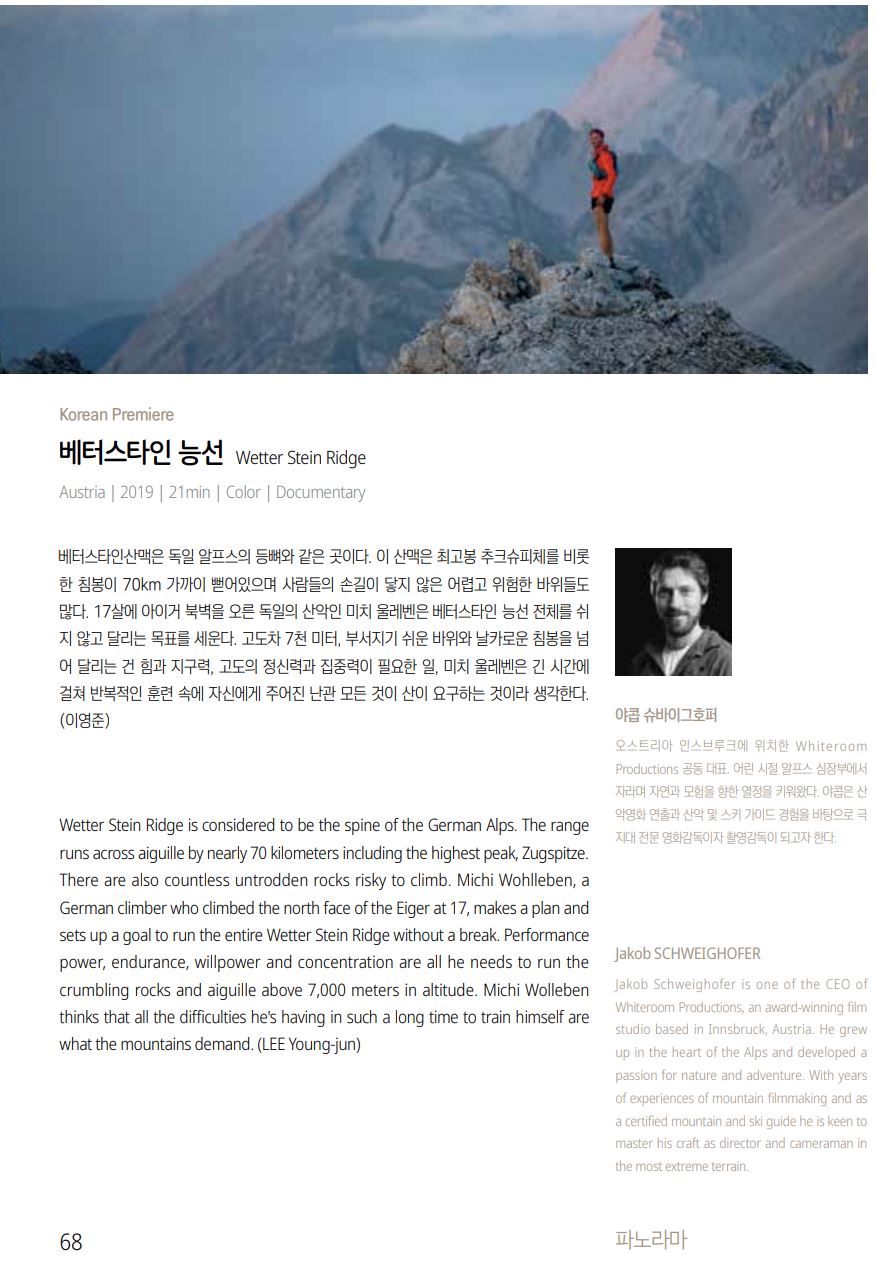 Korean Premiere
베터스타인 능선 Wetter Stein Ridge
Austria | 2019 | 21min | Color | Documentary
베터스타인산맥은 독일 알프스의 등뼈와 같은 곳이다. 이 산맥은 최고봉 추크슈피체를 비롯
한 침봉이 70km 가까이 뻗어있으며 사람들의 손길이 닿지 않은 어렵고 위험한 바위들도
많다. 17살에 아이거 북벽을 오른 독일의 산악인 미치 울레벤은 베터스타인 능선 전체를 쉬
지 않고 달리는 목표를 세운다. 고도차 7천 미터, 부서지기 쉬운 바위와 날카로운 침봉을 넘
어 달리는 건 힘과 지구력, 고도의 정신력과 집중력이 필요한 일, 미치 울레벤은 긴 시간에
걸쳐 반복적인 훈련 속에 자신에게 주어진 난관 모든 것이 산이 요구하는 것이라 생각한다.
(이영준)
Wetter Stein Ridge is considered to be the spine of the German Alps. The range
runs across aiguille by nearly 70 kilometers including the highest peak, Zugspitze.
There are also countless untrodden rocks risky to climb. Michi Wohlleben, a
German climber who climbed the north face of the Eiger at 17, makes a plan and
sets up a goal to run the entire Wetter Stein Ridge without a break. Performance
power, endurance, willpower and concentration are all he needs to run the
crumbling rocks and aiguille above 7,000 meters in altitude. Michi Wolleben
thinks that all the difficulties he's having in such a long time to train himself are
what the mountains demand. (LEE Young-jun)
야콥 슈바이그호퍼
오스트리아 인스브루크에 위치한 Whiteroom
Productions 공동 대표. 어린 시절 알프스 심장부에서
자라며 자연과 모험을 향한 열정을 키워왔다. 야콥은 산
악영화 연출과 산악 및 스키 가이드 경험을 바탕으로 극
지대 전문 영화감독이자 촬영감독이 되고자 한다.
Jakob SCHWEIGHOFER
Jakob Schweighofer is one of the CEO of
Whiteroom Productions, an award-winning film
studio based in Innsbruck, Austria. He grew
up in the heart of the Alps and developed a
passion for nature and adventure. With years
of experiences of mountain filmmaking and as
a certified mountain and ski guide he is keen to
master his craft as director and cameraman in
the most extreme terrain.
68
파노라마